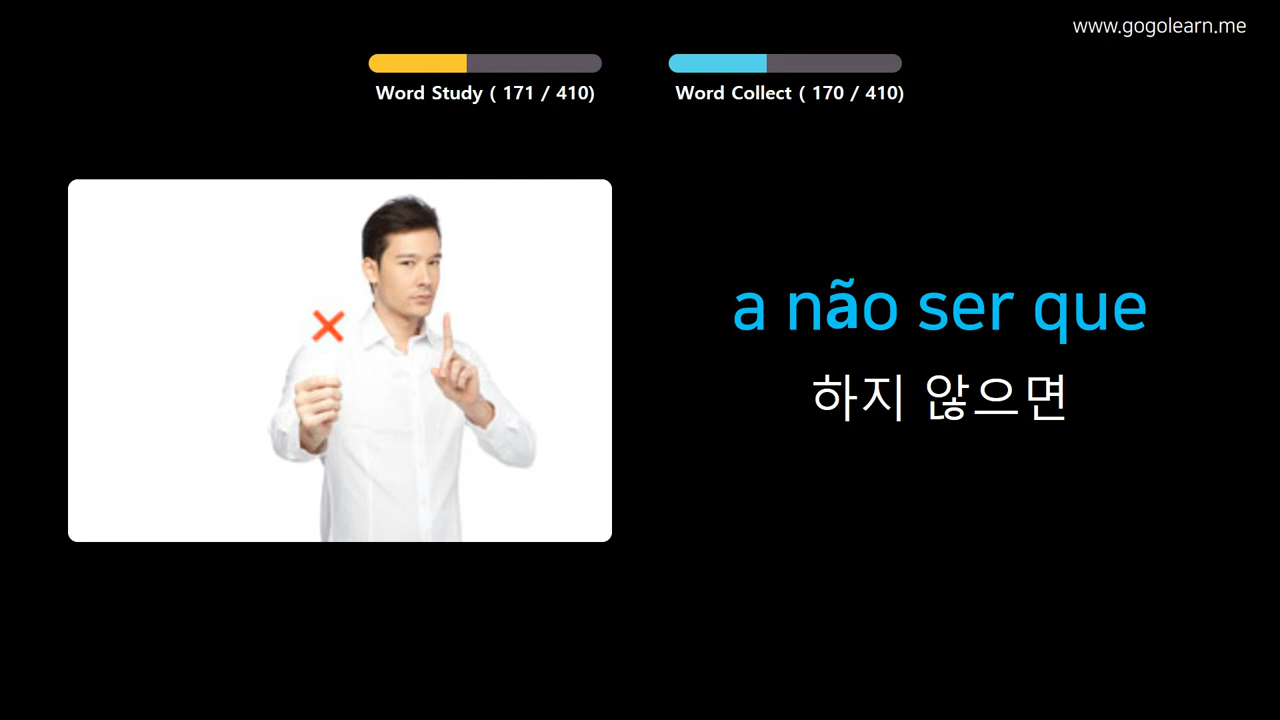 www.gogolearn.me
Word Study ( 171 / 410)
Word Collect ( 170 / 410)
a não ser que
하지 않으면